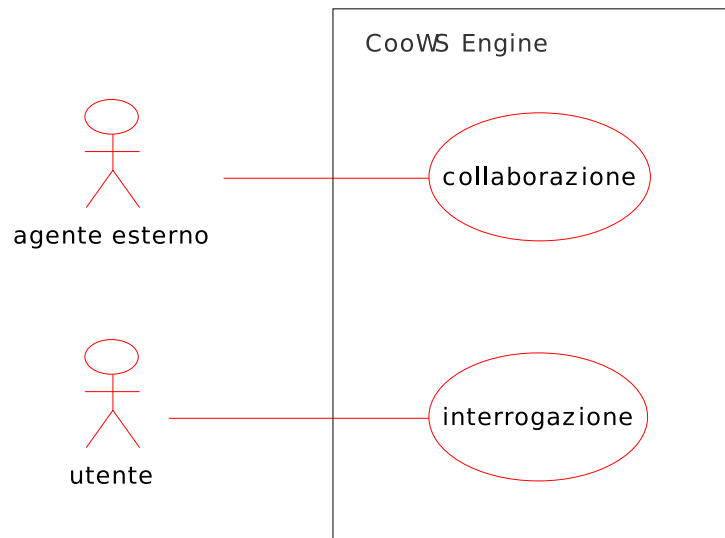 CooWS Engine
collaborazione
agente esterno
interrogazione
utente